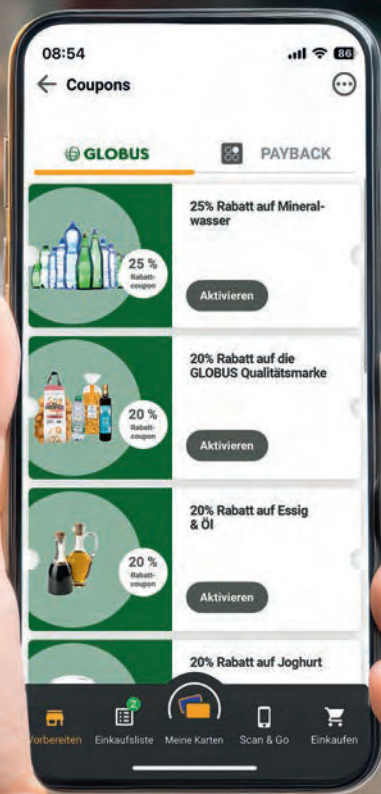 08:54
86
Coupons
GLOBUS
PAYBACK
25% Rabatt auf Mineral-
wasser
25 %
Rabatt-
coupon
Aktivieren
20% Rabatt auf die
GLOBUS Qualitätsmarke
20 %
Rabatt-
coupon
Aktivieren
20% Rabatt auf Essig
& Öl
20 %
Rabatt-
coupon
Aktivieren
20% Rabatt auf Joghurt
2
Vorbereiten
Einkaufsliste
Meine Karten
Scan & Go
Einkaufen